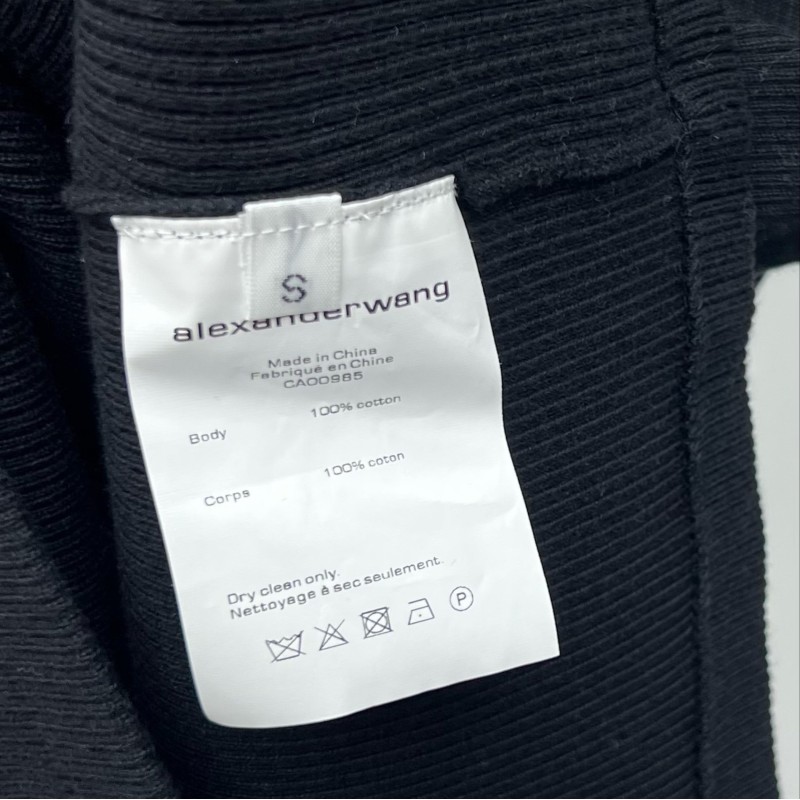 S
alexanderwang
Made in China
Fabriqué en Chine
CA00985
100% cotton
Body
100% coton
Corps
Dry clean only.
Nettoyage à sec seulement.
P